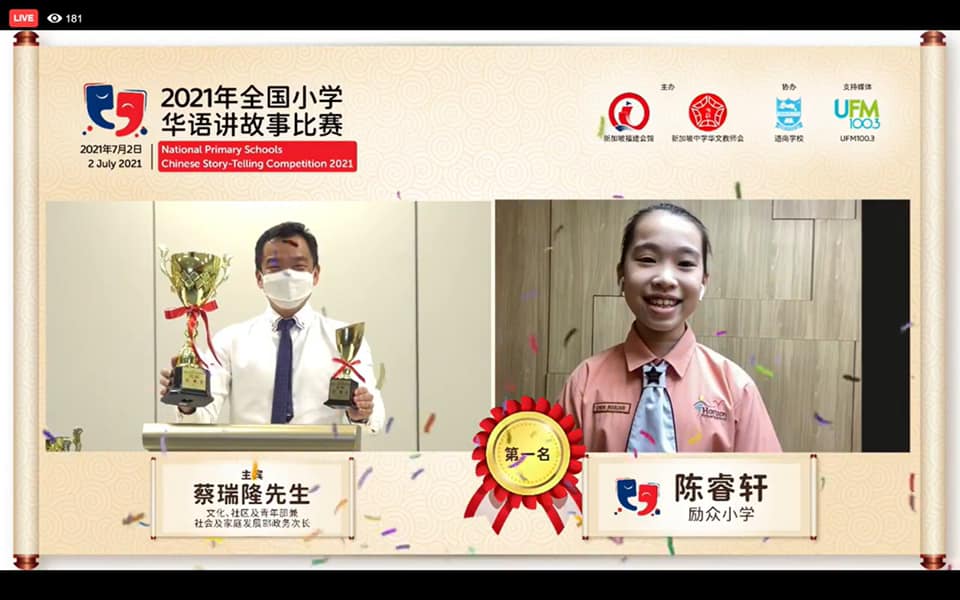 LIVE 181
2021年全国小学
华语讲故事比赛
2021年7月2日
2 July 2021
National Primary Schools
Chinese Story-Telling Competition 2021
主办
协办
支持媒体
新加坡福建会馆
新加坡中学华文教师会
道南学校
UFM
100.3
UFM100.3
第一名
主宾
蔡瑞隆先生
文化、社区及青年部兼
社会及家庭发展部政务次长
陈睿轩
励众小学
Horizon